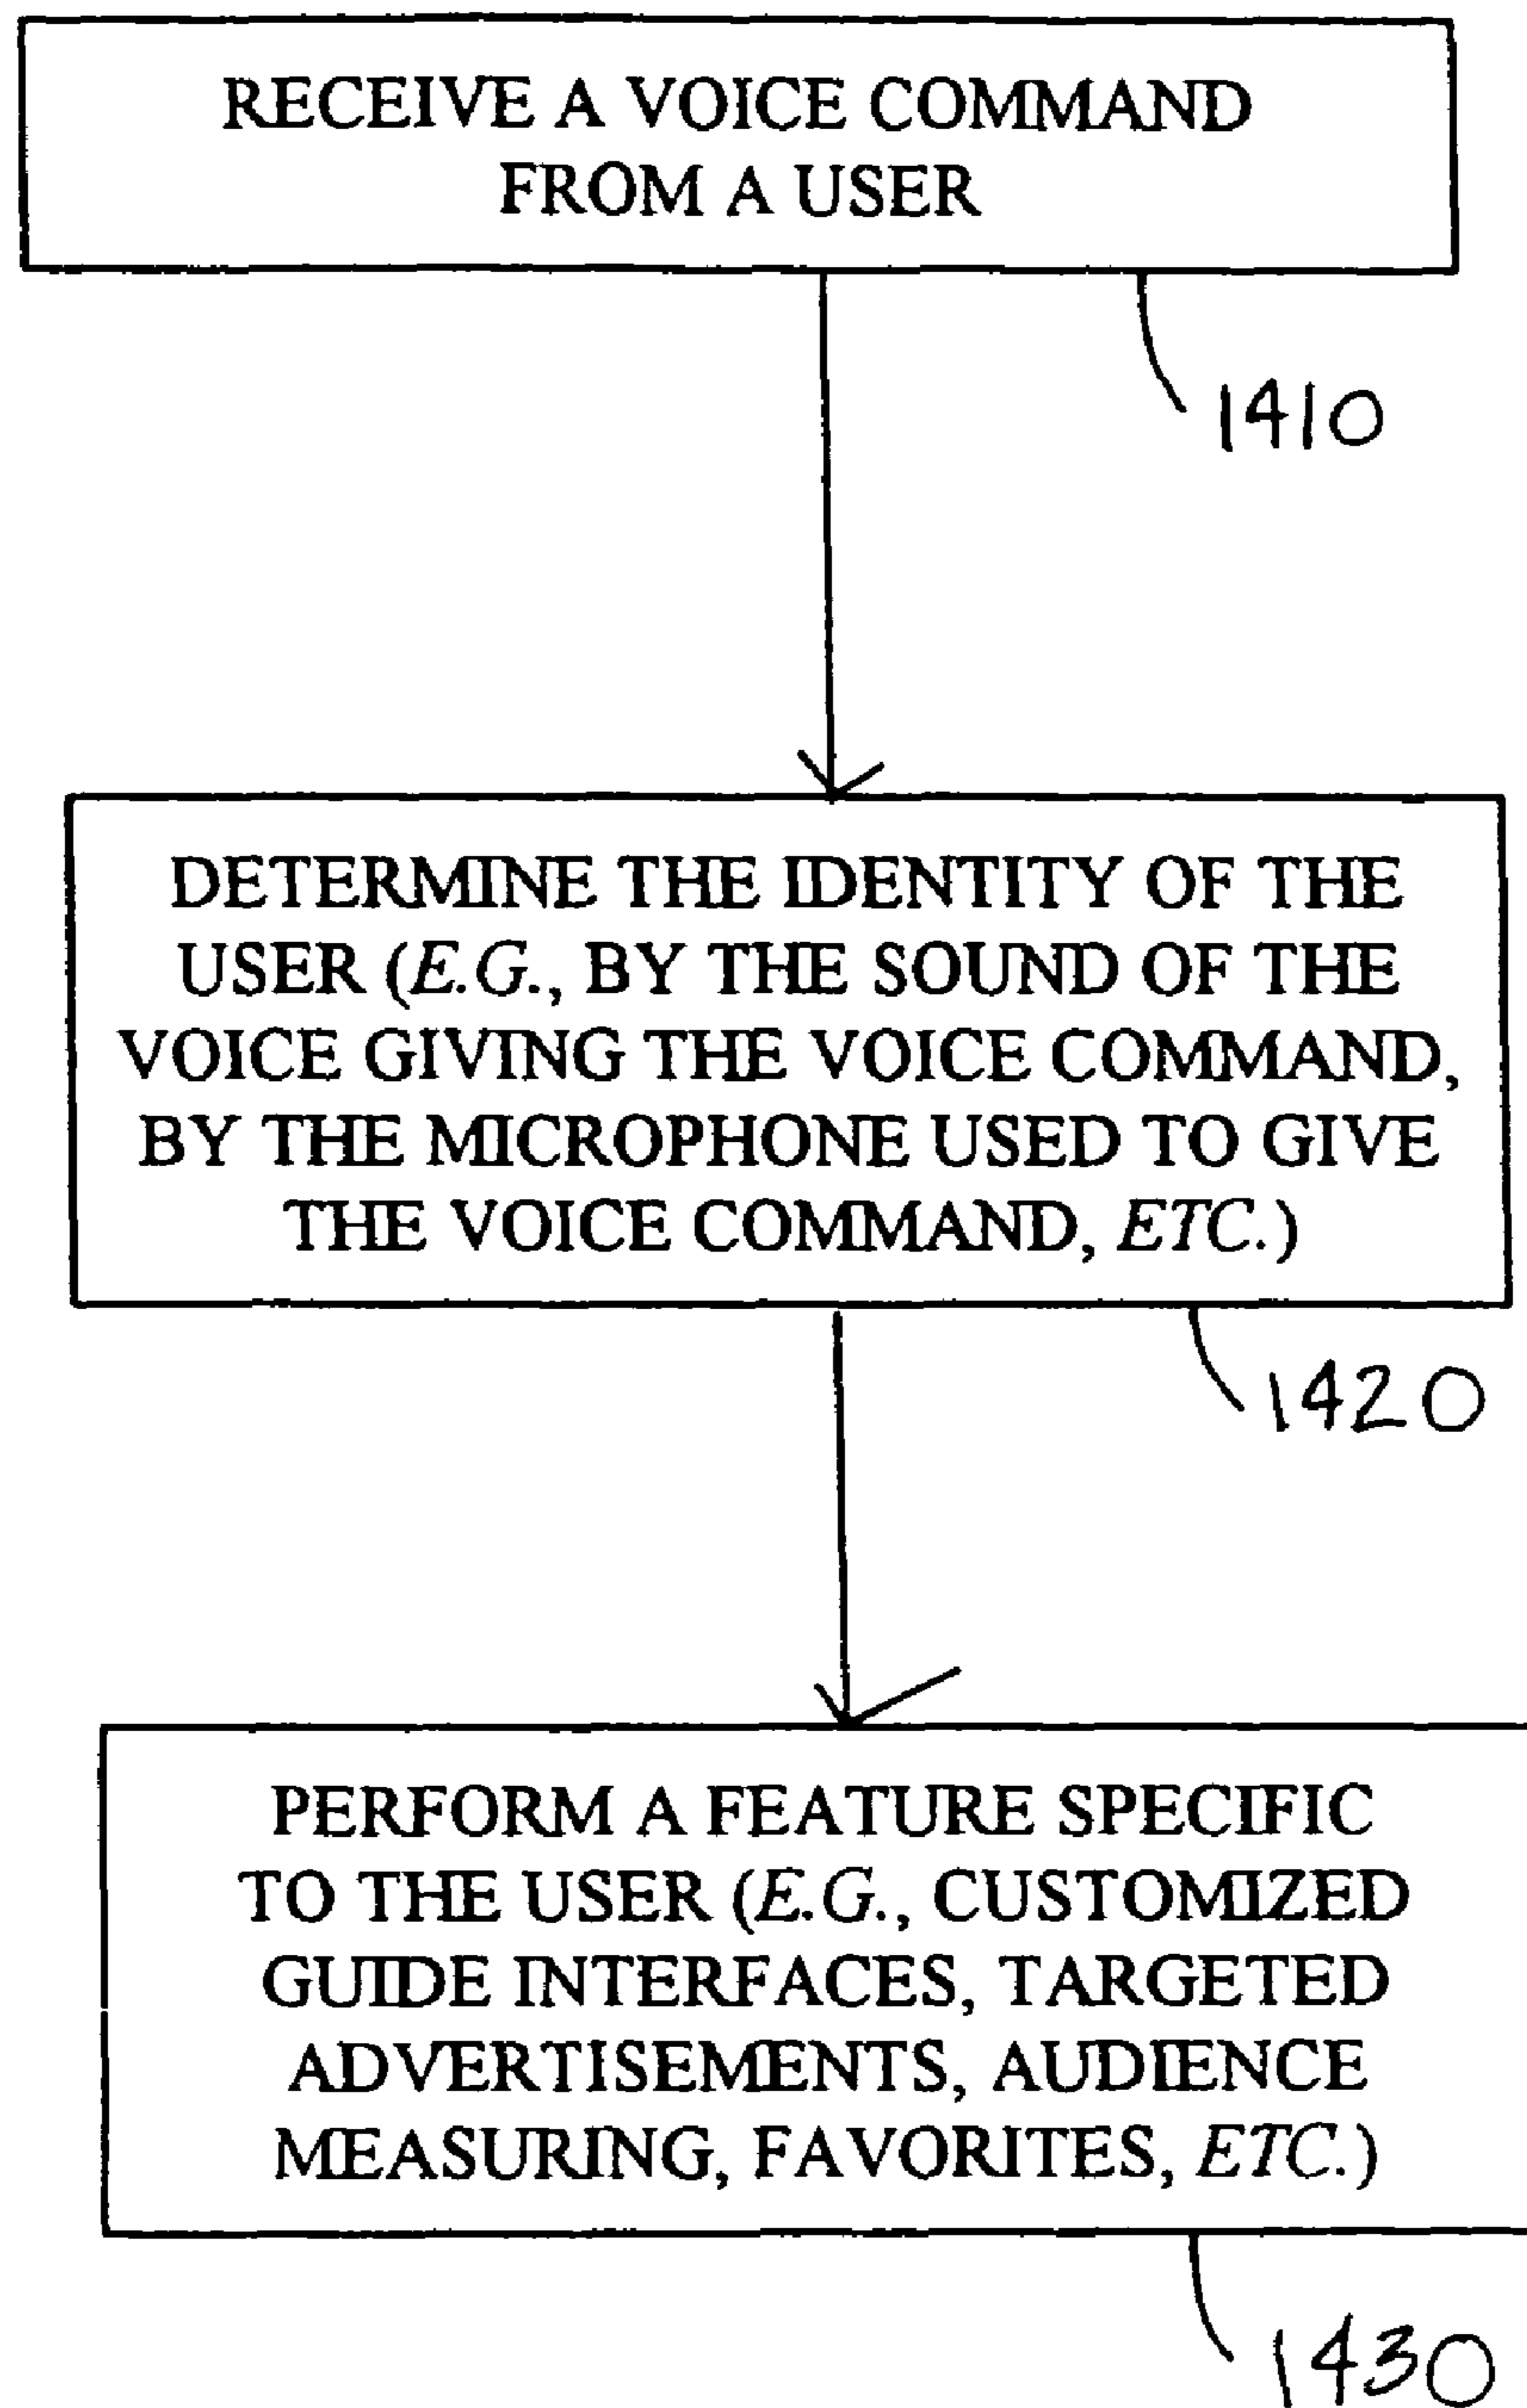 RECEIVE A VOICE COMMAND
FROM A USER
1410
DETERMINE THE IDENTITY OF THE
USER (E.G., BY THE SOUND OF THE
VOICE GIVING THE VOICE COMMAND,
BY THE MICROPHONE USED TO GIVE
THE VOICE COMMAND, ETC.)
1420
PERFORM A FEATURE SPECIFIC
TO THE USER (E.G., CUSTOMIZED
GUIDE INTERFACES, TARGETED
ADVERTISEMENTS, AUDIENCE
MEASURING, FAVORITES, ETC.)
1430